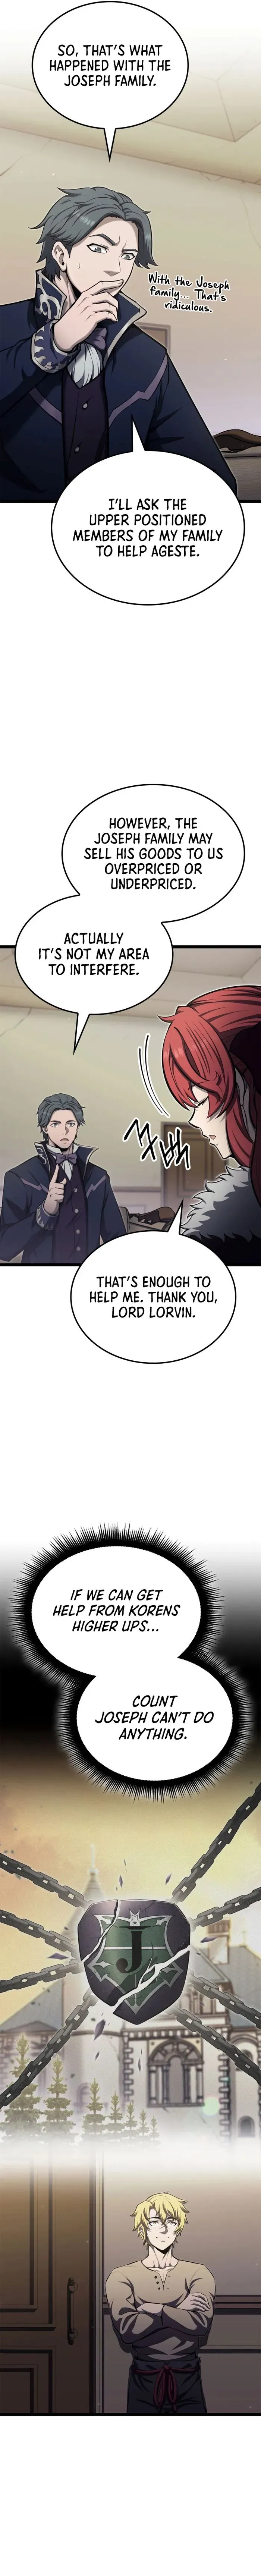 SO, THAT'S WHAT
HAPPENED WITH THE
JOSEPH FAMILY.
With the Joseph
family... That's
ridiculous.
I'LL ASK THE
UPPER POSITIONED
MEMBERS OF MY FAMILY
TO HELP AGESTE.
HOWEVER, THE
JOSEPH FAMILY MAY
SELL HIS GOODS TO US
OVERPRICED OR
UNDERPRICED.
ACTUALLY
IT'S NOT MY AREA
TO INTERFERE.
THAT'S ENOUGH TO
HELP ME. THANK YOU,
LORD LORVIN.
IF WE CAN GET
HELP FROM KORENS
HIGHER UPS...
COUNT
JOSEPH CAN'T DO
ANYTHING.
J